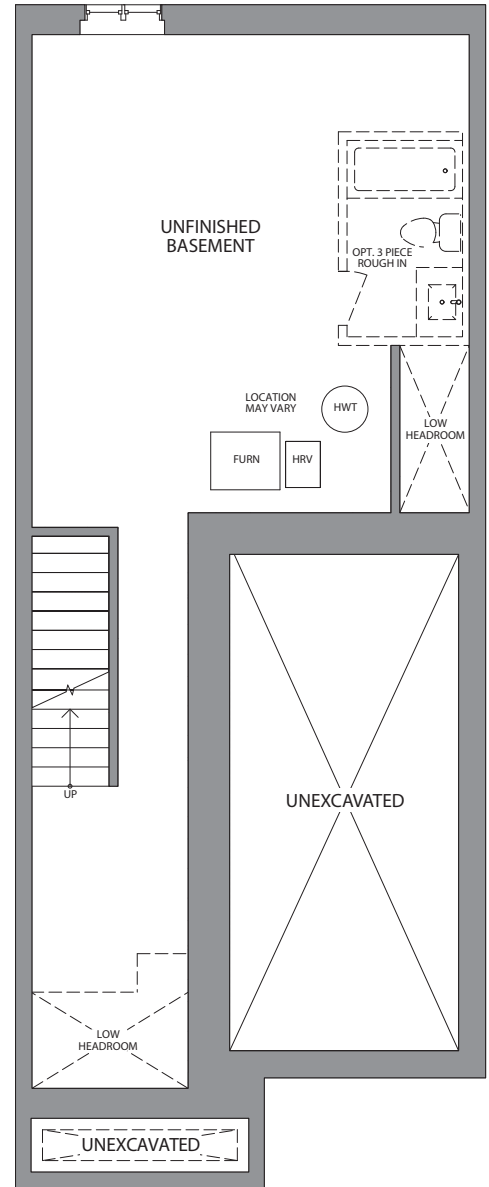 UNFINISHED
BASEMENT
OPT. 3 PIECE
ROUGH IN
LOCATION
MAY VARY
HWT
LOW
HEADROOM
FURN
HRV
UP
UNEXCAVATED
LOW
HEADROOM
UNEXCAVATED